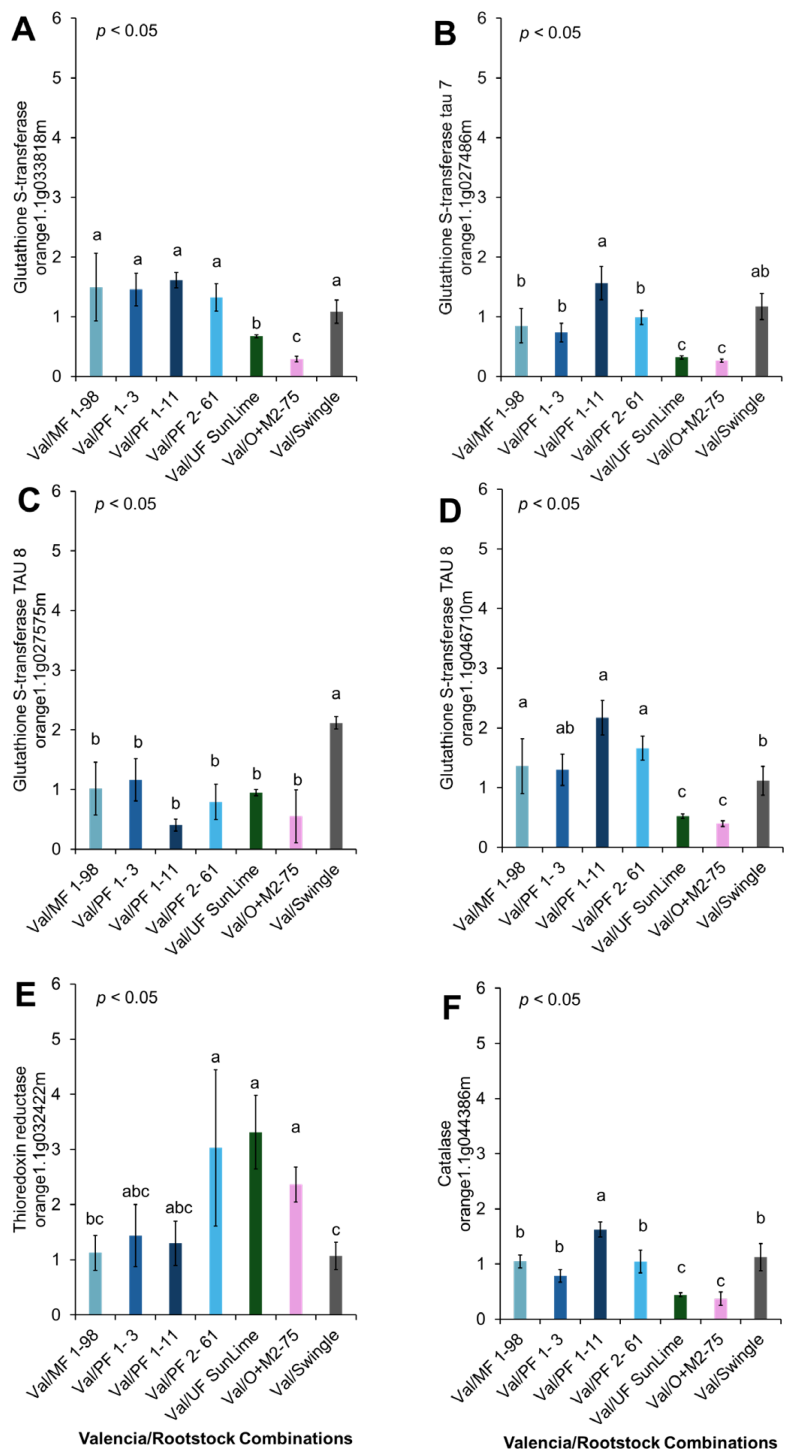 A
p < 0.05
Glutathione S-transferase
orange1.1g033818m
6
5
4
3
2
1
0
a
a
a
a
b
c
a
Val/MF 1-98
Val/PF 1- 3
Val/PF 1-11
Val/PF 2- 61
Val/UF SunLime
Val/O+M2-75
Val/Swingle
B
p < 0.05
Glutathione S-transferase tau 7
orange1.1g027486m
6
5
4
3
2
1
0
b
b
a
b
c
c
ab
Val/MF 1-98
Val/PF 1- 3
Val/PF 1-11
Val/PF 2- 61
Val/UF SunLime
Val/O+M2-75
Val/Swingle
C
p < 0.05
Glutathione S-transferase TAU 8
orange1.1g027575m
6
5
4
3
2
1
0
b
b
b
b
b
b
a
Val/MF 1-98
Val/PF 1- 3
Val/PF 1-11
Val/PF 2- 61
Val/UF SunLime
Val/O+M2-75
Val/Swingle
D
p < 0.05
Glutathione S-transferase TAU 8
orange1.1g046710m
6
5
4
3
2
1
0
a
ab
a
a
c
c
b
Val/MF 1-98
Val/PF 1- 3
Val/PF 1-11
Val/PF 2- 61
Val/UF SunLime
Val/O+M2-75
Val/Swingle
E
p < 0.05
Thioredoxin reductase
orange1.1g032422m
6
5
4
3
2
1
0
bc
abc
abc
a
a
a
c
Val/MF 1-98
Val/PF 1- 3
Val/PF 1-11
Val/PF 2- 61
Val/UF SunLime
Val/O+M2-75
Val/Swingle
Valencia/Rootstock Combinations
F
p < 0.05
Catalase
orange1.1g044386m
6
5
4
3
2
1
0
b
b
a
b
c
c
b
Val/MF 1-98
Val/PF 1- 3
Val/PF 1-11
Val/PF 2- 61
Val/UF SunLime
Val/O+M2-75
Val/Swingle
Valencia/Rootstock Combinations